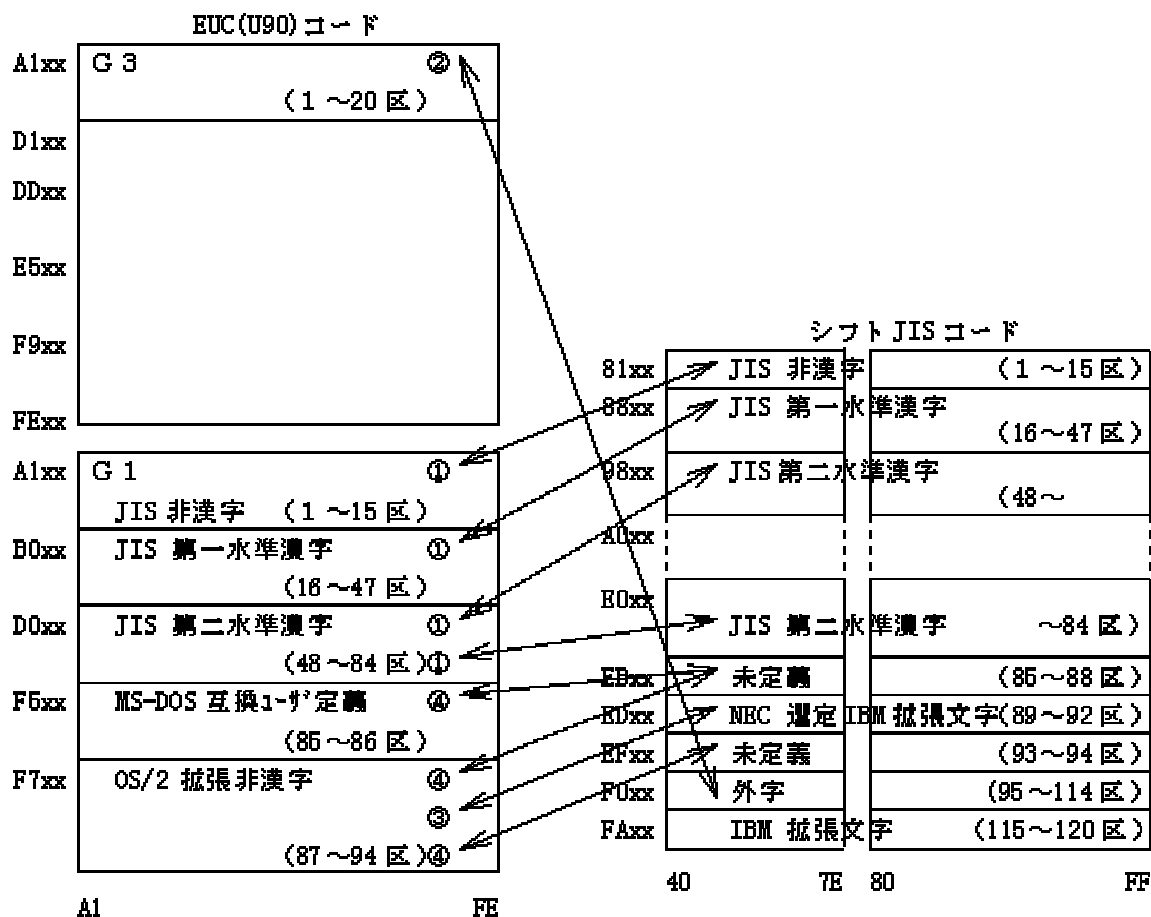 EUC(U90)コード
A1xx G3 ②
(1~20区)
D1xx
DDxx
E5xx
F9xx
FExx
A1xx G1 ①
JIS 非漢字 (1~15区)
B0xx JIS 第一水準漢字 ①
(16~47区)
D0xx JIS 第二水準漢字 ①
(48~84区)①
F5xx MS-DOS 互換ユーザ定義 ④
(85~86区)
F7xx OS/2 拡張非漢字 ④
③
(87~94区)④
A1 FE
シフトJISコード
81xx JIS 非漢字 (1~15区)
88xx JIS 第一水準漢字
(16~47区)
98xx JIS 第二水準漢字
(48~
A0xx
E0xx
JIS 第二水準漢字 ~84区)
EBxx 未定義 (85~88区)
EDxx NEC 選定IBM拡張文字(89~92区)
EFxx 未定義 (93~94区)
F0xx 外字 (95~114区)
FAxx IBM 拡張文字 (115~120区)
40 7E 80 FF